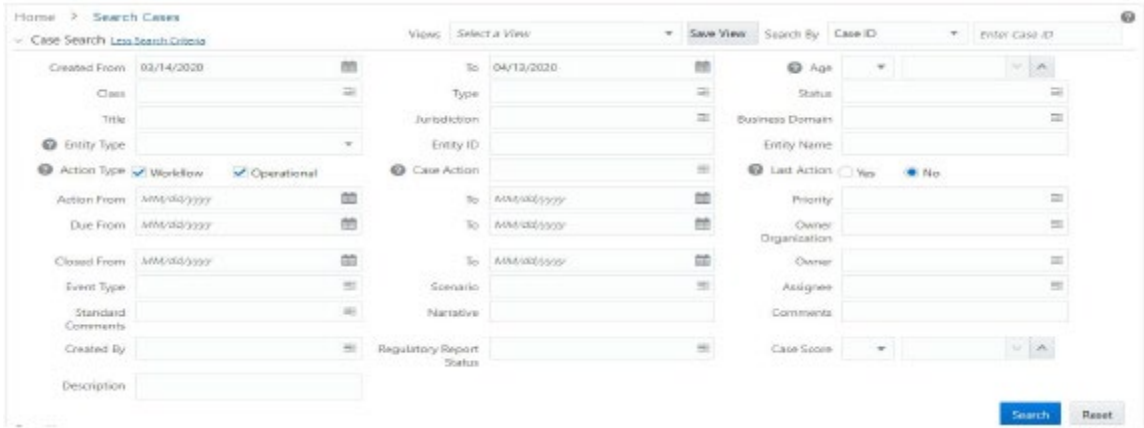 Home > Search Cases
Case Search Less Search Criteria Views Select a View Save View Search By Case ID Enter Case ID
Created From 03/14/2020 To 04/13/2020 Age
Class Type Status
Title Jurisdiction Business Domain
Entity Type Entity ID Entity Name
Action Type Workflow Operational Case Action Last Action Yes No
Action From MM/dd/yyyy To MM/dd/yyyy Priority
Due From MM/dd/yyyy To MM/dd/yyyy Owner
Organization
Closed From MM/dd/yyyy To MM/dd/yyyy Owner
Event Type Scenario Assignee
Standard Narrative Comments
Comments
Created By Regulatory Report Case Score
Status
Description
Search Reset